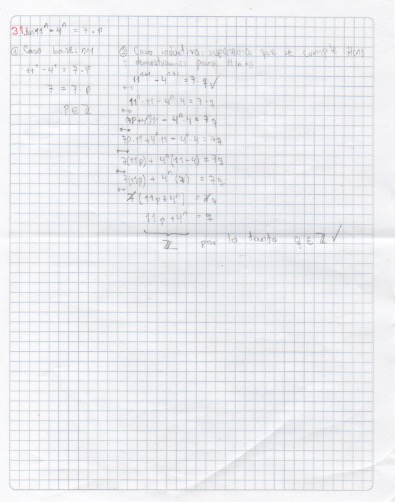 31. 11ⁿ - 4ⁿ = 7 · p
① Caso base: n=1
11¹ - 4¹ = 7 · p
7 = 7 · p
p ∈ Z
② Caso inductivo, suponemos que se cumple
demostramos para
11ⁿ⁺¹ - 4ⁿ⁺¹ = 7 · q ✓
↔ 11ⁿ · 11 - 4ⁿ · 4 = 7 · q
↔ (7p + 4ⁿ)11 - 4ⁿ · 4 = 7q
↔ 7p · 11 + 4ⁿ · 11 - 4ⁿ · 4 = 7q
↔ 7(11p) + 4ⁿ(11 - 4) = 7q
↔ 7(11p) + 4ⁿ(7) = 7q
↔ 7(11p + 4ⁿ) = 7q
11p + 4ⁿ = q
Z por lo tanto q ∈ Z ✓